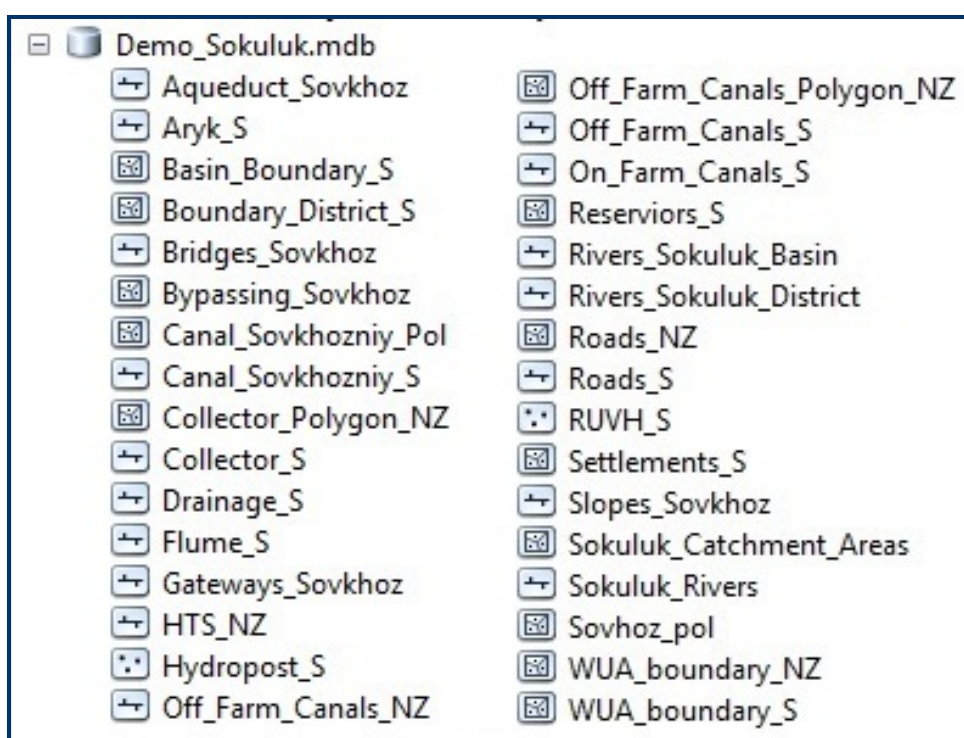 Demo_Sokuluk.mdb
Aqueduct_Sovkhoz
Aryk_S
Basin_Boundary_S
Boundary_District_S
Bridges_Sovkhoz
Bypassing_Sovkhoz
Canal_Sovkhozniy_Pol
Canal_Sovkhozniy_S
Collector_Polygon_NZ
Collector_S
Drainage_S
Flume_S
Gateways_Sovkhoz
HTS_NZ
Hydropost_S
Off_Farm_Canals_NZ
Off_Farm_Canals_Polygon_NZ
Off_Farm_Canals_S
On_Farm_Canals_S
Reserviors_S
Rivers_Sokuluk_Basin
Rivers_Sokuluk_District
Roads_NZ
Roads_S
RUVH_S
Settlements_S
Slopes_Sovkhoz
Sokuluk_Catchment_Areas
Sokuluk_Rivers
Sovhoz_pol
WUA_boundary_NZ
WUA_boundary_S